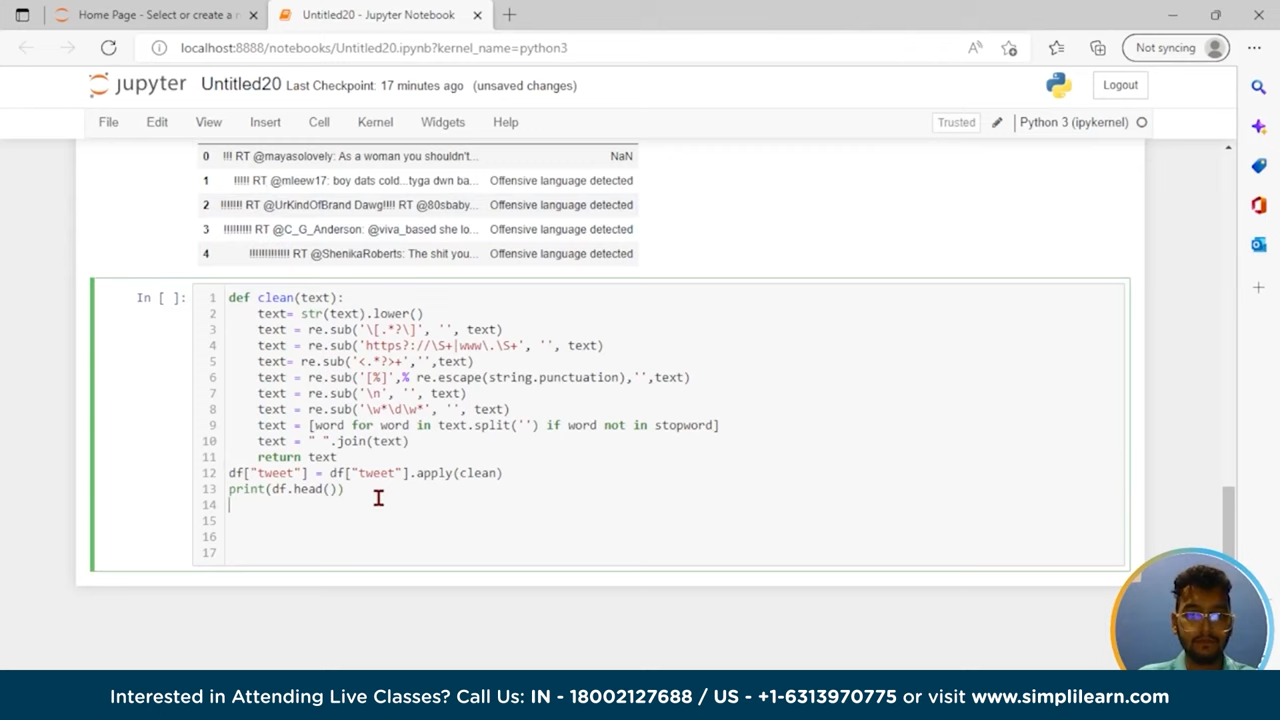 Home Page - Select or create a n
Untitled20 - Jupyter Notebook
localhost:8888/notebooks/Untitled20.ipynb?kernel_name=python3
Not syncing
jupyter Untitled20 Last Checkpoint: 17 minutes ago (unsaved changes)
Logout
File Edit View Insert Cell Kernel Widgets Help
Trusted Python 3 (ipykernel)
0 !!! RT @mayasolovely: As a woman you shouldn't... NaN
1 !!!!! RT @mleew17: boy dats cold...tyga dwn ba... Offensive language detected
2 !!!!!!! RT @UrKindOfBrand Dawg!!!! RT @80sbaby... Offensive language detected
3 !!!!!!!!! RT @C_G_Anderson: @viva_based she lo... Offensive language detected
4 !!!!!!!!!!!!! RT @ShenikaRoberts: The shit you... Offensive language detected
In [ ]:
1 def clean(text):
2 text= str(text).lower()
3 text = re.sub('\[.*?\]', '', text)
4 text = re.sub('https?://\S+|www\.\S+', '', text)
5 text= re.sub('<.*?>+','',text)
6 text = re.sub('[%]',% re.escape(string.punctuation),'',text)
7 text = re.sub('\n', '', text)
8 text = re.sub('\w*\d\w*', '', text)
9 text = [word for word in text.split('') if word not in stopword]
10 text = " ".join(text)
11 return text
12 df["tweet"] = df["tweet"].apply(clean)
13 print(df.head())
14
15
16
17
Interested in Attending Live Classes? Call Us: IN - 18002127688 / US - +1-6313970775 or visit www.simplilearn.com